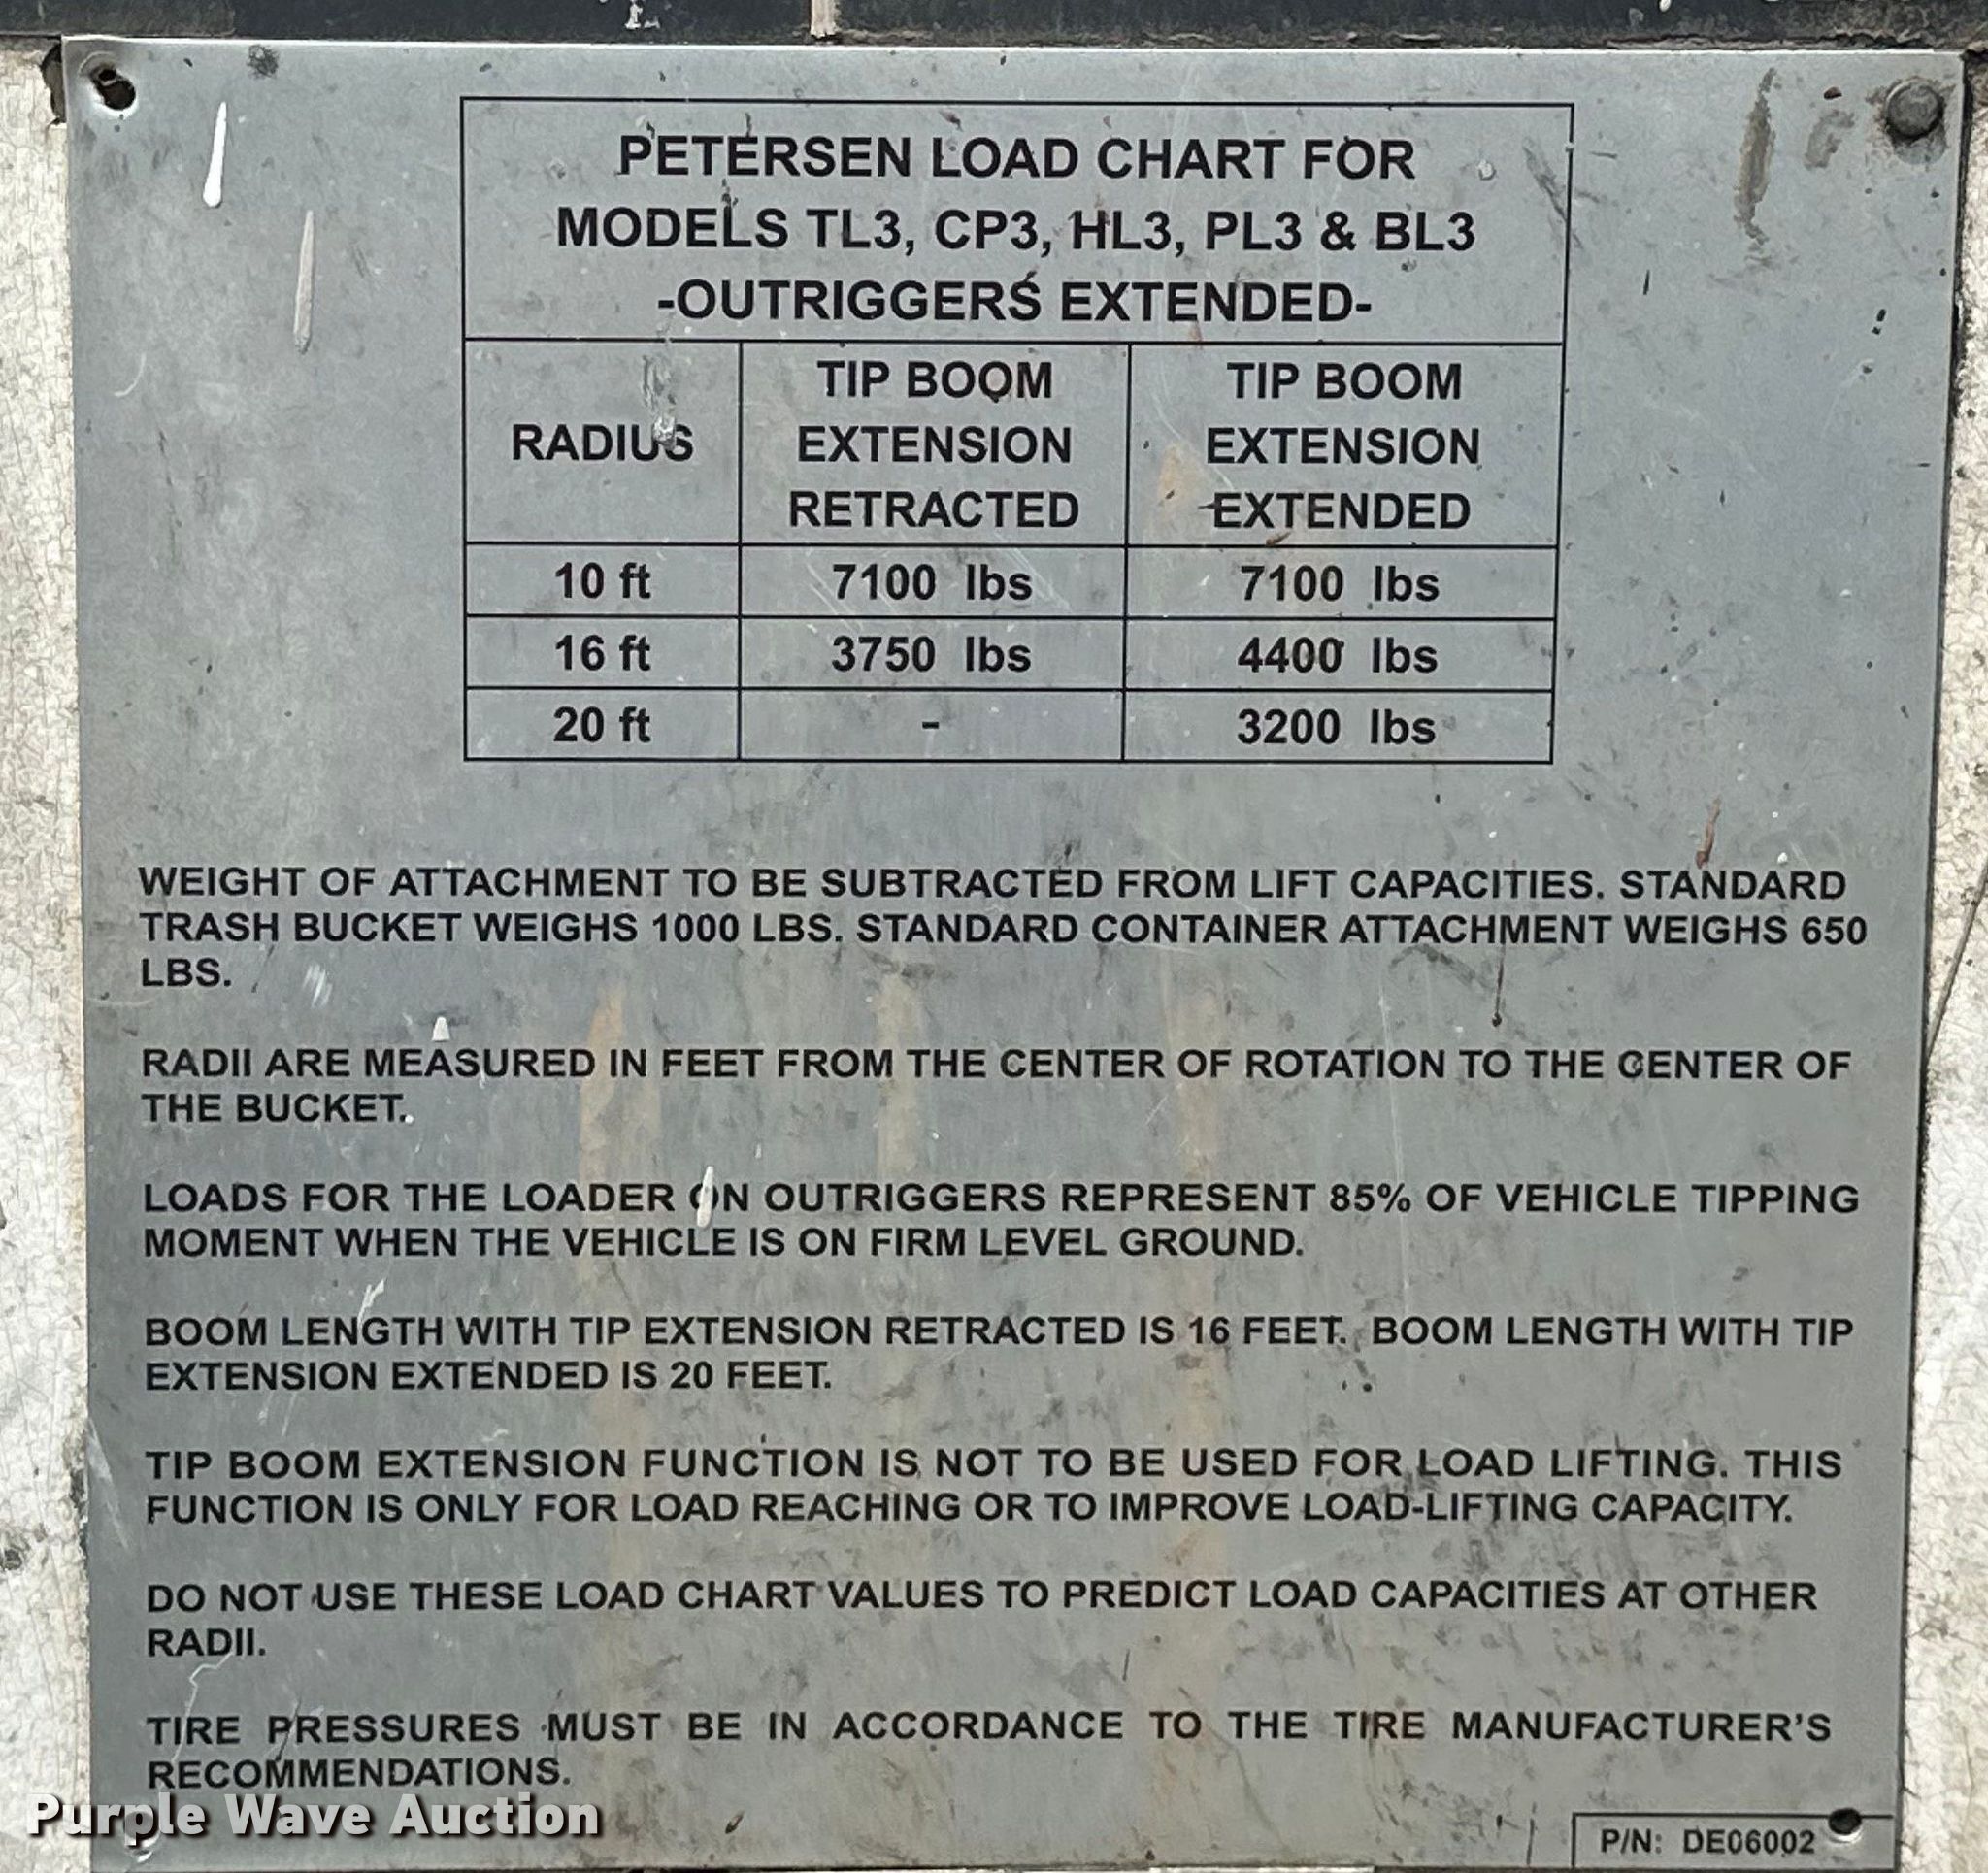 PETERSEN LOAD CHART FOR
MODELS TL3, CP3, HL3, PL3 & BL3
-OUTRIGGERS EXTENDED-
RADIUS
TIP BOOM
EXTENSION
RETRACTED
TIP BOOM
EXTENSION
EXTENDED
10 ft 7100 lbs 7100 lbs
16 ft 3750 lbs 4400 lbs
20 ft - 3200 lbs
WEIGHT OF ATTACHMENT TO BE SUBTRACTED FROM LIFT CAPACITIES. STANDARD
TRASH BUCKET WEIGHS 1000 LBS. STANDARD CONTAINER ATTACHMENT WEIGHS 650
LBS.
RADII ARE MEASURED IN FEET FROM THE CENTER OF ROTATION TO THE CENTER OF
THE BUCKET.
LOADS FOR THE LOADER ON OUTRIGGERS REPRESENT 85% OF VEHICLE TIPPING
MOMENT WHEN THE VEHICLE IS ON FIRM LEVEL GROUND.
BOOM LENGTH WITH TIP EXTENSION RETRACTED IS 16 FEET. BOOM LENGTH WITH TIP
EXTENSION EXTENDED IS 20 FEET.
TIP BOOM EXTENSION FUNCTION IS NOT TO BE USED FOR LOAD LIFTING. THIS
FUNCTION IS ONLY FOR LOAD REACHING OR TO IMPROVE LOAD-LIFTING CAPACITY.
DO NOT USE THESE LOAD CHART VALUES TO PREDICT LOAD CAPACITIES AT OTHER
RADII.
TIRE PRESSURES MUST BE IN ACCORDANCE TO THE TIRE MANUFACTURER'S
RECOMMENDATIONS.
P/N: DE06002
Purple Wave Auction